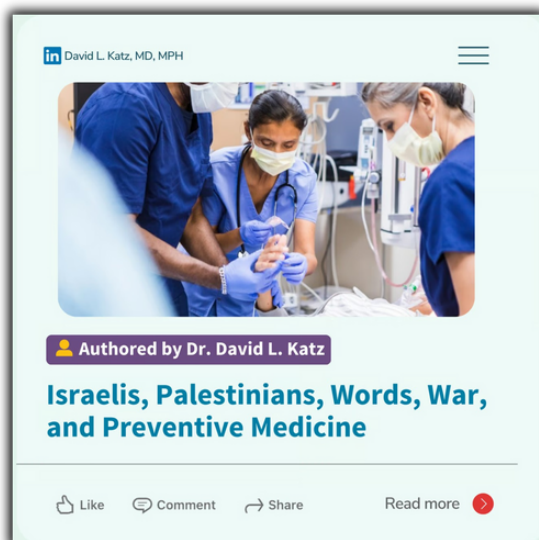 in David L. Katz, MD, MPH
Authored by Dr. David L. Katz
Israelis, Palestinians, Words, War,
and Preventive Medicine
Like Comment Share Read more